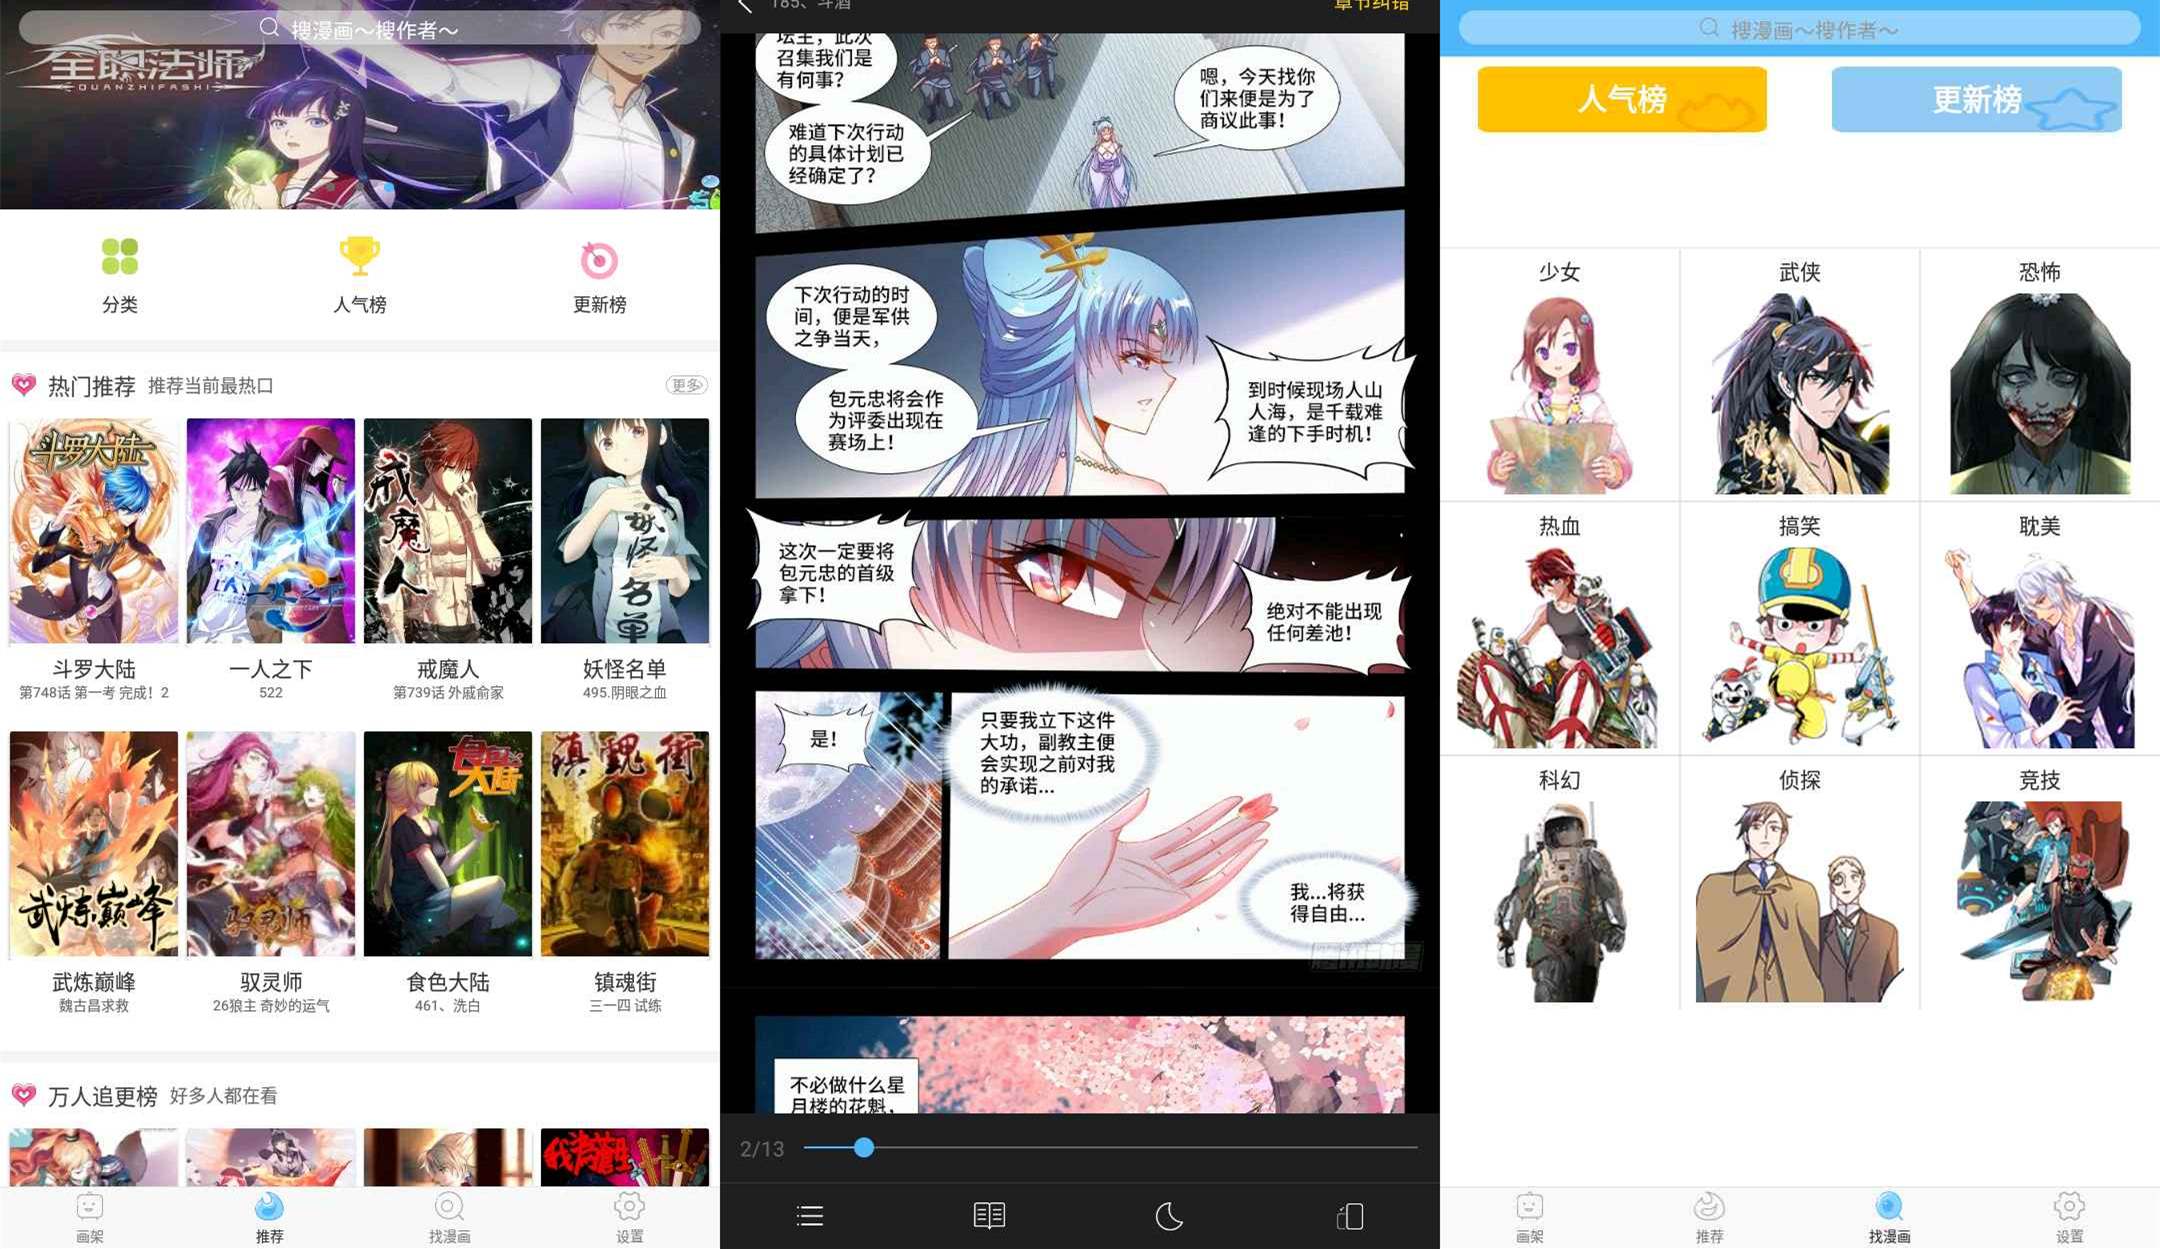 搜漫画～搜作者～
全职法师
QUANZHIFASHI
分类
人气榜
更新榜
热门推荐 推荐当前最热口
更多
斗罗大陆
一人之下
戒魔人
妖怪名单
斗罗大陆
第748话 第一考 完成！2
一人之下
522
戒魔人
第739话 外戚俞家
妖怪名单
495.阴眼之血
武炼巅峰
驭灵师
食色大陆
镇魂街
武炼巅峰
魏古昌求救
驭灵师
26狼主 奇妙的运气
食色大陆
461、洗白
镇魂街
三一四 试练
万人追更榜 好多人都在看
画架
推荐
找漫画
设置
185、斗酒
章节纠错
坛主，此次
召集我们是
有何事？
难道下次行动
的具体计划已
经确定了？
嗯，今天找你
们来便是为了
商议此事！
下次行动的时
间，便是军供
之争当天，
包元忠将会作
为评委出现在
赛场上！
到时候现场人山
人海，是千载难
逢的下手时机！
这次一定要将
包元忠的首级
拿下！
绝对不能出现
任何差池！
是！
只要我立下这件
大功，副教主便
会实现之前对我
的承诺...
我...将获
得自由...
腾讯动漫
不必做什么星
月楼的花魁，
2/13
搜漫画～搜作者～
人气榜
更新榜
少女
武侠
恐怖
热血
搞笑
耽美
科幻
侦探
竞技
画架
推荐
找漫画
设置